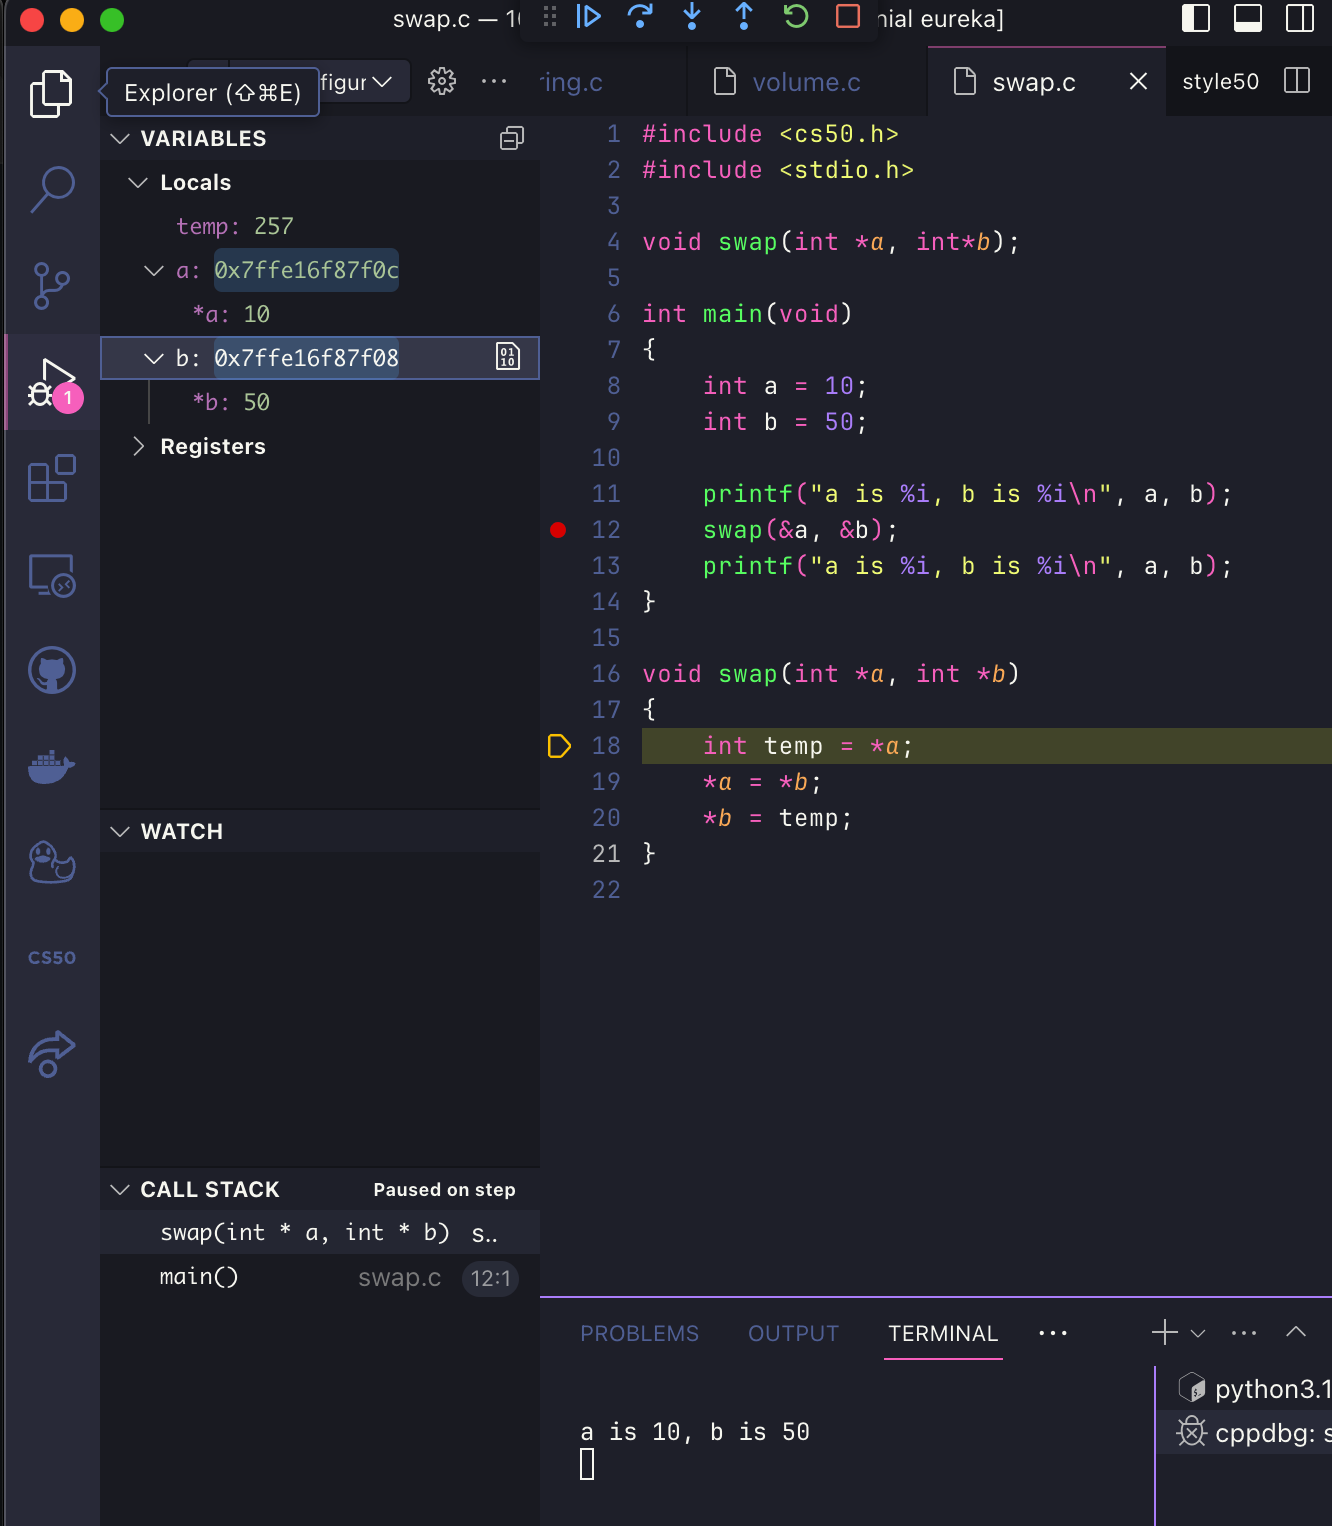 swap.c — 1
nial eureka]
Explorer (⇧⌘E)
figur
ring.c
volume.c
swap.c
style50
VARIABLES
Locals
temp: 257
a: 0x7ffe16f87f0c
*a: 10
b: 0x7ffe16f87f08
*b: 50
Registers
1
CS50
WATCH
CALL STACK
Paused on step
swap(int * a, int * b) s..
main() swap.c 12:1
1 #include <cs50.h>
2 #include <stdio.h>
3
4 void swap(int *a, int*b);
5
6 int main(void)
7 {
8 int a = 10;
9 int b = 50;
10
11 printf("a is %i, b is %i\n", a, b);
12 swap(&a, &b);
13 printf("a is %i, b is %i\n", a, b);
14 }
15
16 void swap(int *a, int *b)
17 {
18 int temp = *a;
19 *a = *b;
20 *b = temp;
21 }
22
PROBLEMS OUTPUT TERMINAL
a is 10, b is 50
python3.1
cppdbg: s